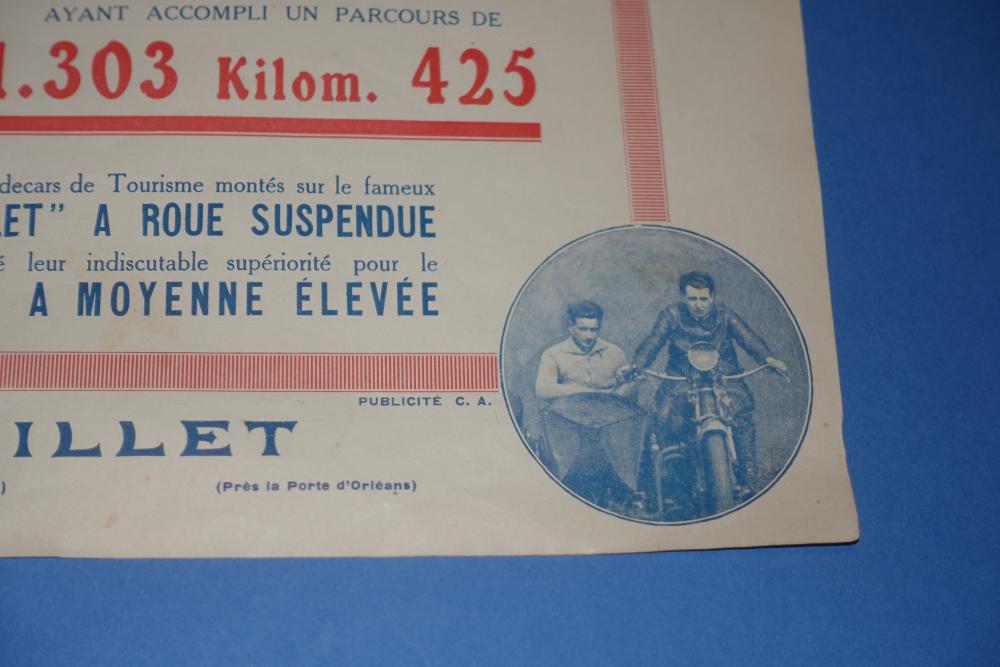 AYANT ACCOMPLI UN PARCOURS DE
1.303 Kilom. 425
decars de Tourisme montés sur le fameux
LET" A ROUE SUSPENDUE
é leur indiscutable supériorité pour le
A MOYENNE ÉLEVÉE
PUBLICITÉ C. A.
ILLET
) (Près la Porte d'Orléans)